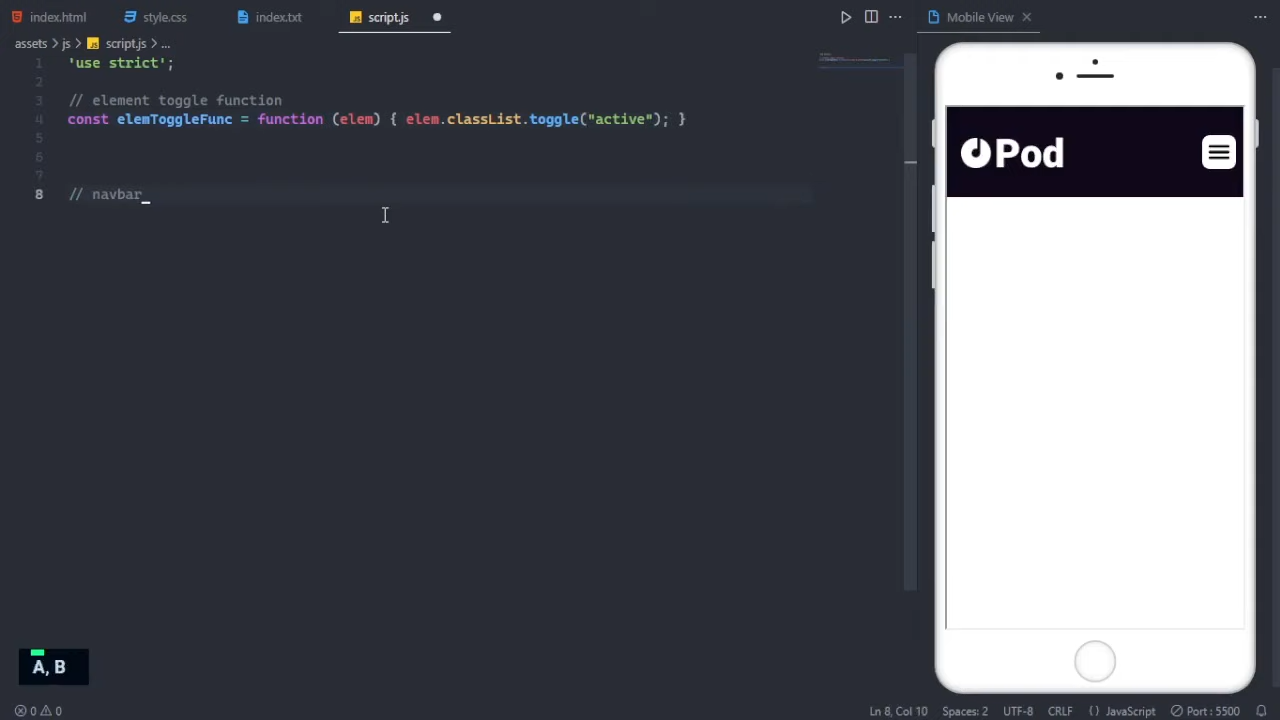 index.html style.css index.txt script.js
Mobile View
assets > js > script.js > ...
1 'use strict';
2
3 // element toggle function
4 const elemToggleFunc = function (elem) { elem.classList.toggle("active"); }
5
6
7
8 // navbar
Pod
A, B
0 0 Ln 8, Col 10 Spaces: 2 UTF-8 CRLF {} JavaScript Port : 5500